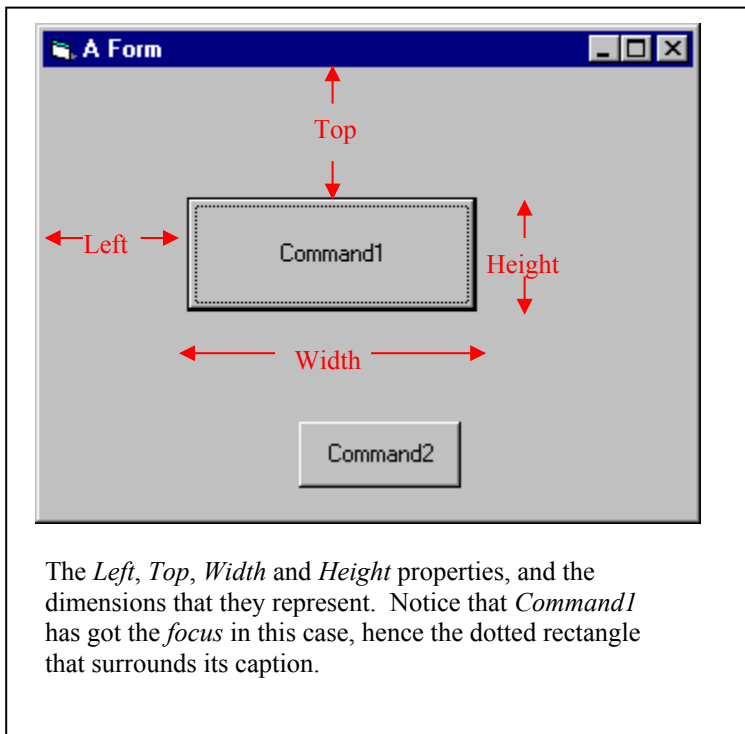 A Form
Top
Left
Command1
Height
Width
Command2
The Left, Top, Width and Height properties, and the
dimensions that they represent.  Notice that Command1
has got the focus in this case, hence the dotted rectangle
that surrounds its caption.